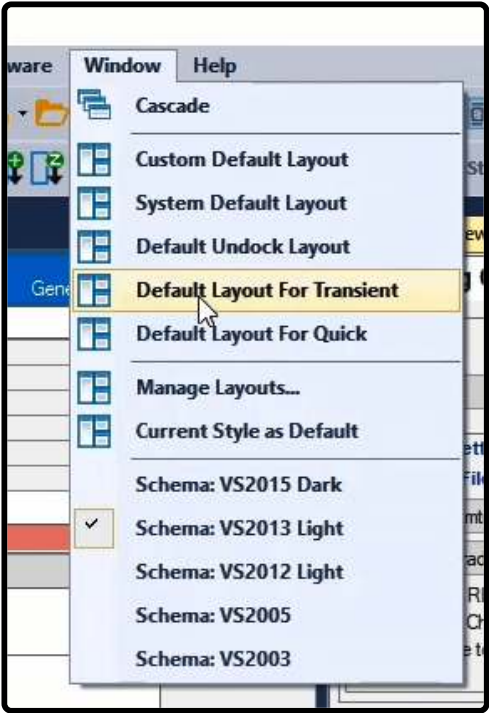 ware Window Help
Cascade
Custom Default Layout
System Default Layout
Default Undock Layout
Default Layout For Transient
Default Layout For Quick
Manage Layouts...
Current Style as Default
Schema: VS2015 Dark
Schema: VS2013 Light
Schema: VS2012 Light
Schema: VS2005
Schema: VS2003
Gene